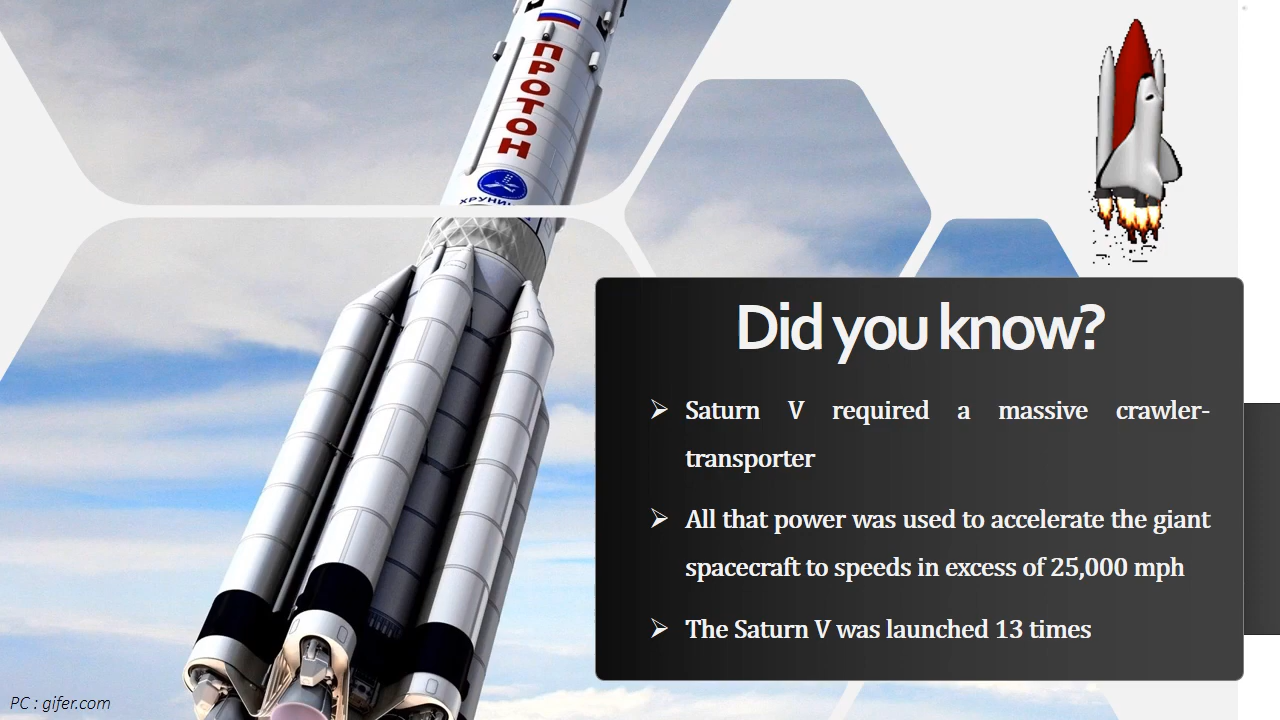 ПРОТОН
Did you know?
Saturn V required a massive crawler-
transporter
All that power was used to accelerate the giant
spacecraft to speeds in excess of 25,000 mph
The Saturn V was launched 13 times
PC : gifer.com